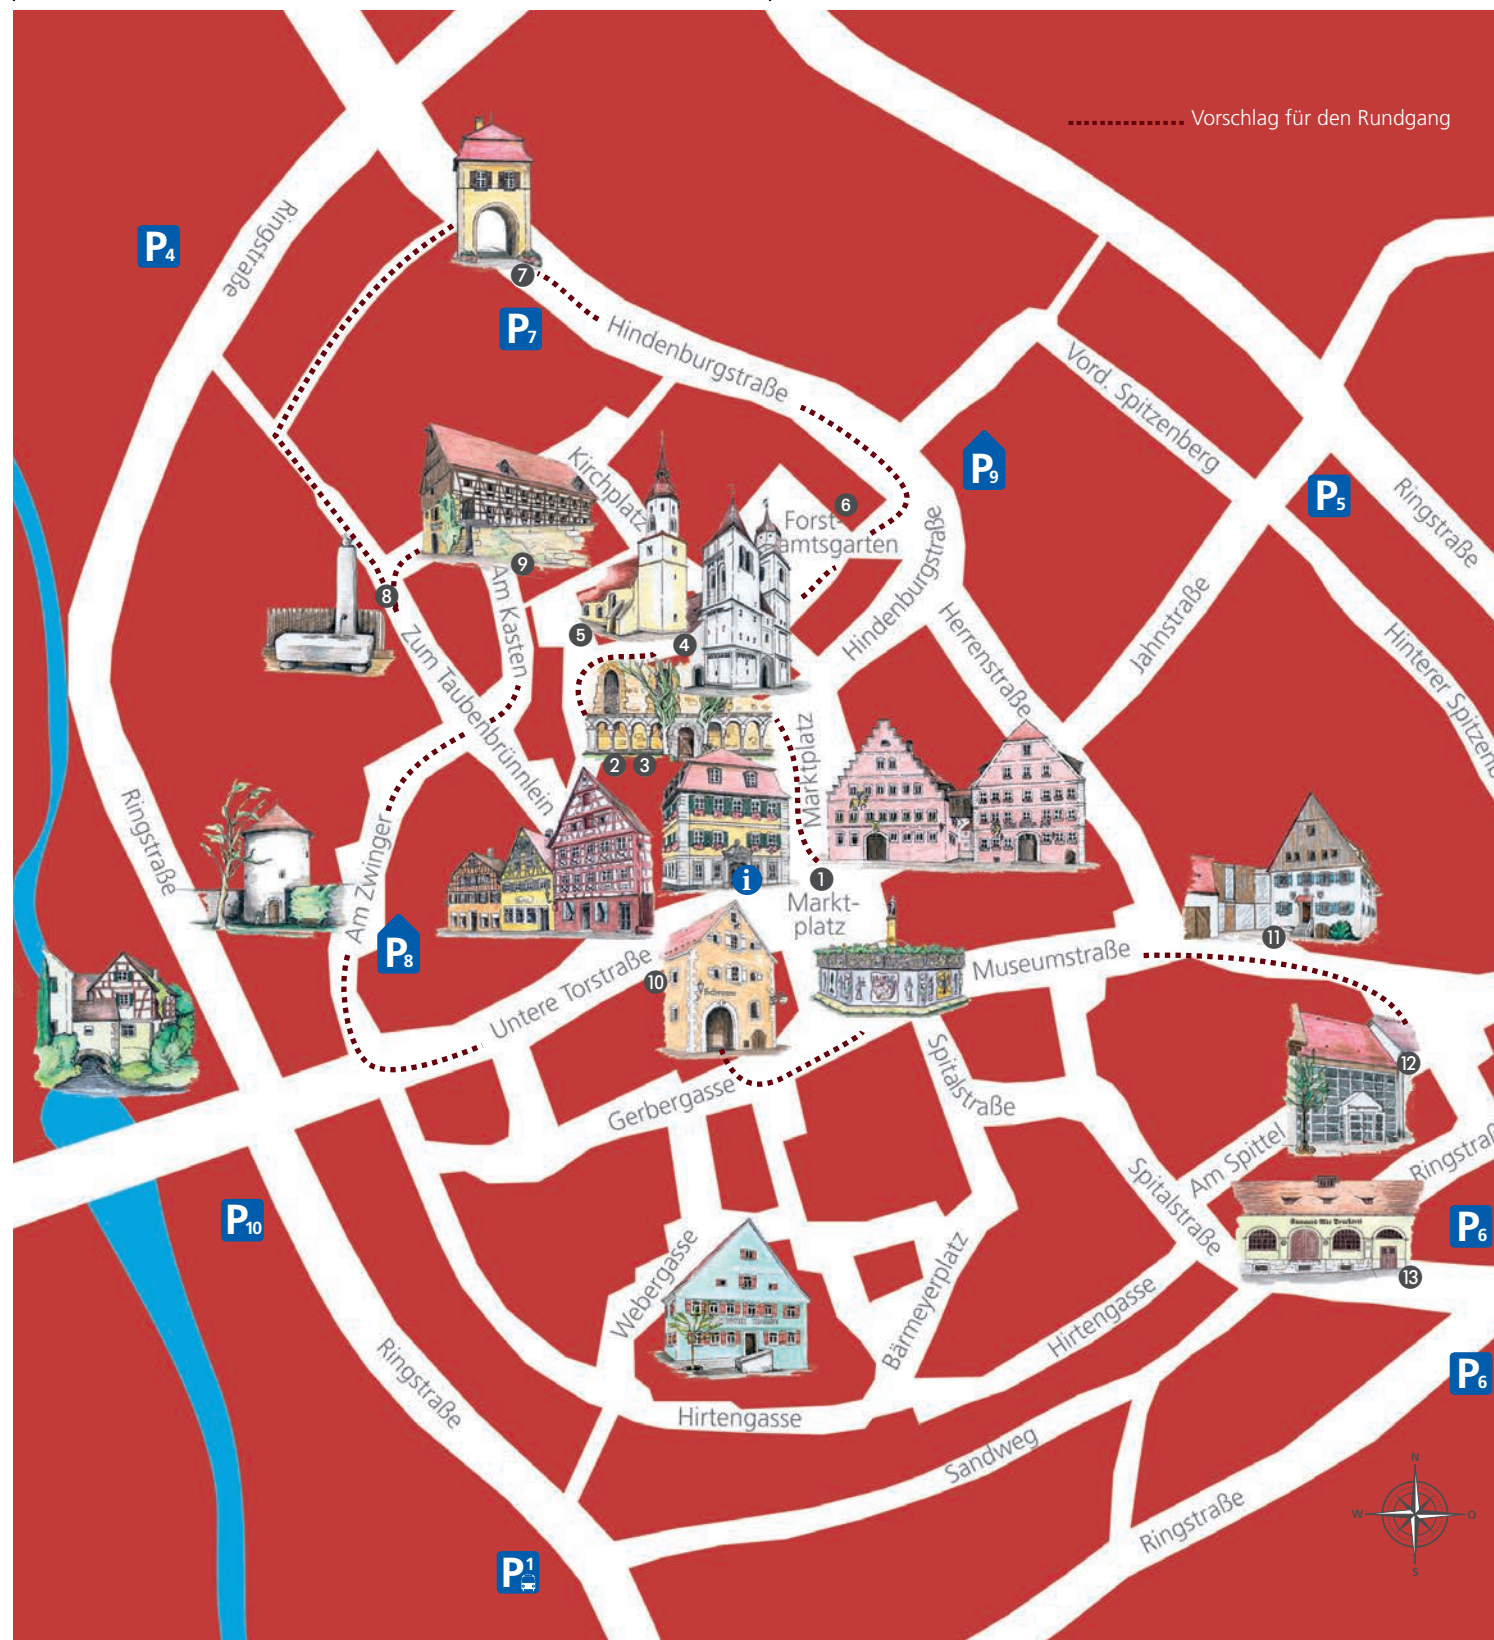 Vorschlag für den Rundgang
Ringstraße
P4
7
P7
Hindenburgstraße
Vord. Spitzenberg
P9
P5
Ringstraße
Kirchplatz
6
Forst-
amtsgarten
9
8
Am Kasten
5
4
Hindenburgstraße
Herrenstraße
Jahnstraße
Hinterer Spitzenb
Zum Taubenbrünnlein
2
3
Marktplatz
Ringstraße
Am Zwinger
P8
i
1
Markt-
platz
Untere Torstraße
10
Museumstraße
11
12
Gerbergasse
Spitalstraße
Am Spittel
Ringstraß
Spitalstraße
P10
P6
13
Webergasse
Bärmeyerplatz
Hirtengasse
Ringstraße
P6
Hirtengasse
Sandweg
Ringstraße
N
W
O
S
P1